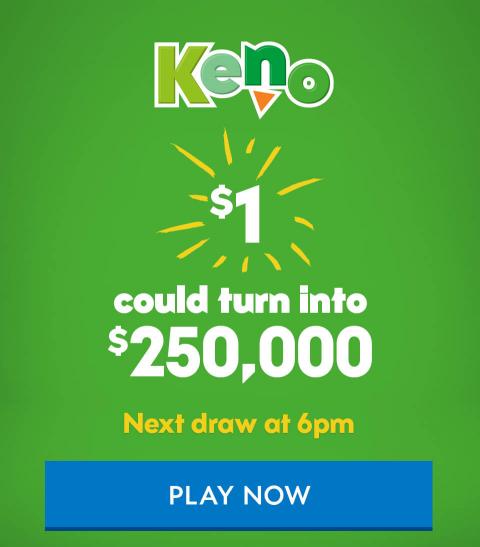 Keno
$1
could turn into
$250,000
Next draw at 6pm
PLAY NOW